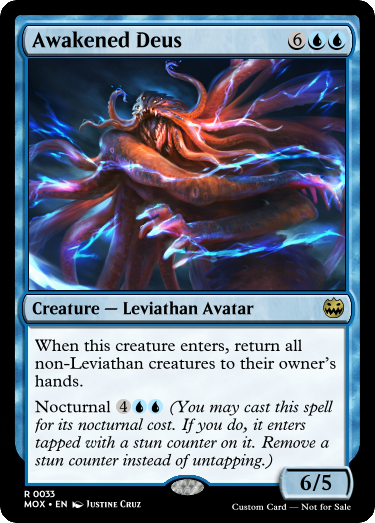 Awakened Deus 6UU
Creature — Leviathan Avatar
When this creature enters, return all
non-Leviathan creatures to their owner's
hands.
Nocturnal 4UU (You may cast this spell
for its nocturnal cost. If you do, it enters
tapped with a stun counter on it. Remove a
stun counter instead of untapping.)
6/5
R 0033
MOX • EN Justine Cruz
Custom Card — Not for Sale